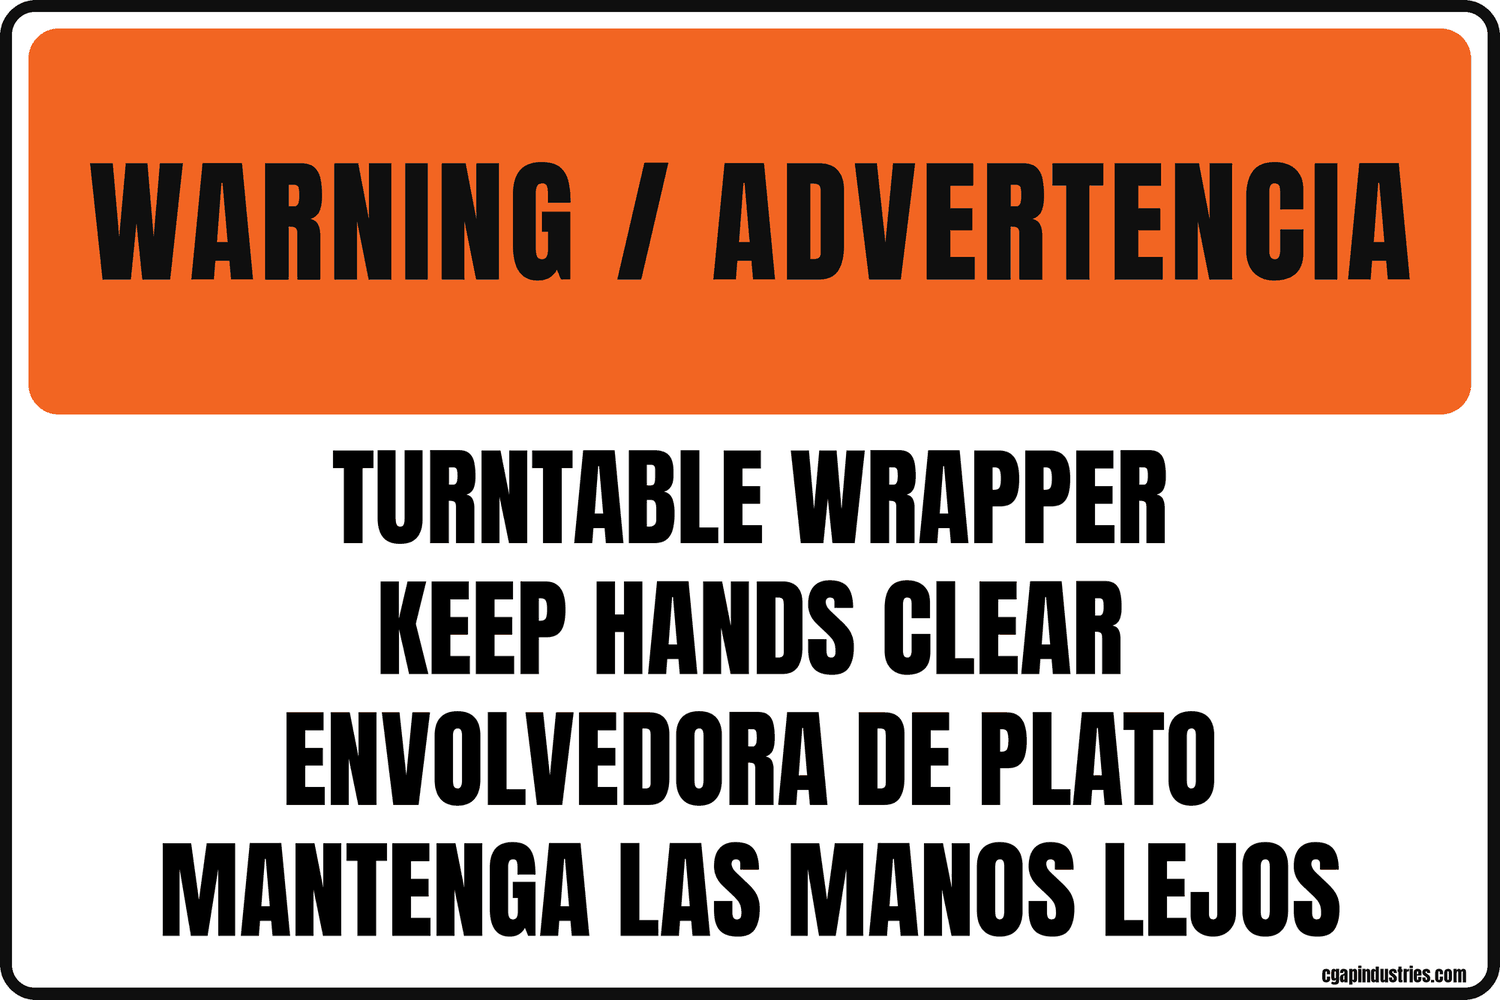 WARNING / ADVERTENCIA
TURNTABLE WRAPPER
KEEP HANDS CLEAR
ENVOLVEDORA DE PLATO
MANTENGA LAS MANOS LEJOS
cgapindustries.com